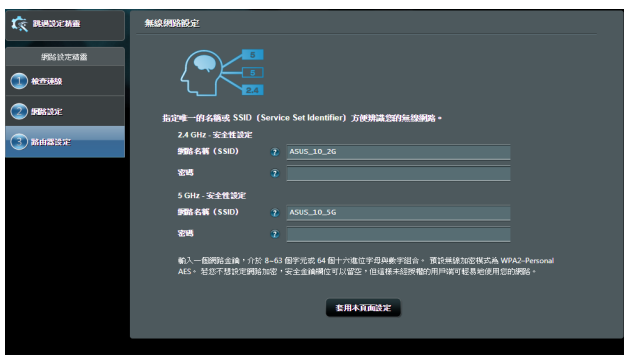 跳過設定精靈
無線網路設定
網路設定精靈
1 檢查連線
2 網路設定
3 路由器設定
5
5
2.4
指定唯一的名稱或 SSID（Service Set Identifier）方便辨識您的無線網路。
2.4 GHz - 安全性設定
網路名稱（SSID） ? ASUS_10_2G
密碼 ?
5 GHz - 安全性設定
網路名稱（SSID） ? ASUS_10_5G
密碼 ?
輸入一個網路金鑰，介於 8-63 個字元或 64 個十六進位字母與數字組合。 預設無線加密模式為 WPA2-Personal
AES。 若您不想設定網路加密，安全金鑰欄位可以留空，但這樣未經授權的用戶端可輕易地使用您的網路。
套用本頁面設定